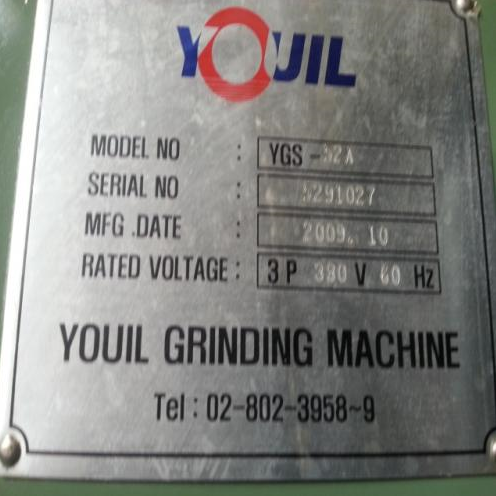 YOUIL
MODEL NO : YGS-52A
SERIAL NO : 5291027
MFG .DATE : 2009. 10
RATED VOLTAGE : 3 P 380 V 60 Hz
YOUIL GRINDING MACHINE
Tel : 02-802-3958~9